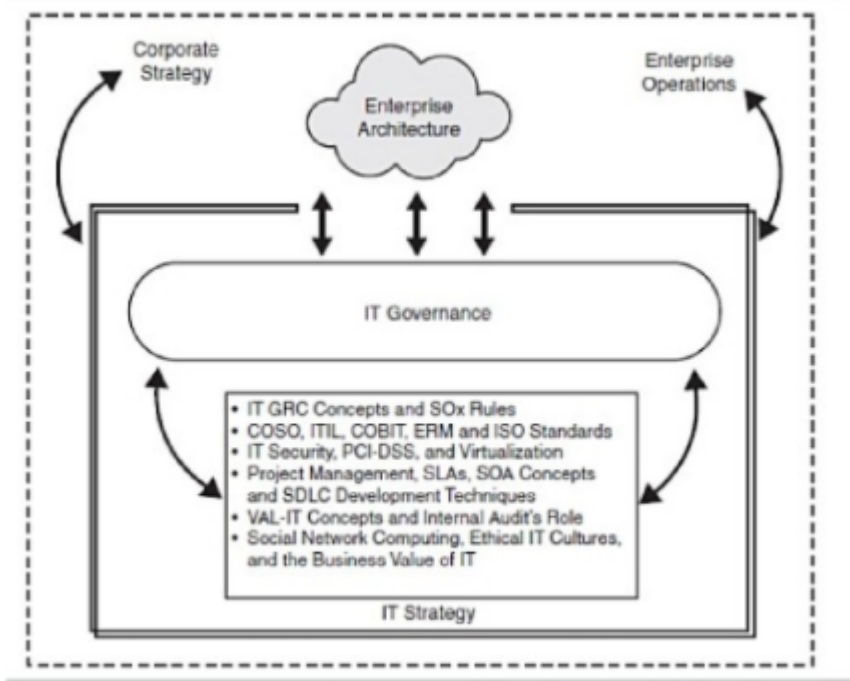 Corporate
Strategy
Enterprise
Architecture
Enterprise
Operations
IT Governance
• IT GRC Concepts and SOx Rules
• COSO, ITIL, COBIT, ERM and ISO Standards
• IT Security, PCI-DSS, and Virtualization
• Project Management, SLAs, SOA Concepts
and SDLC Development Techniques
• VAL-IT Concepts and Internal Audit's Role
• Social Network Computing, Ethical IT Cultures,
and the Business Value of IT
IT Strategy